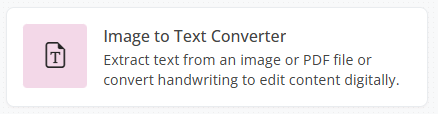 T
Image to Text Converter
Extract text from an image or PDF file or
convert handwriting to edit content digitally.